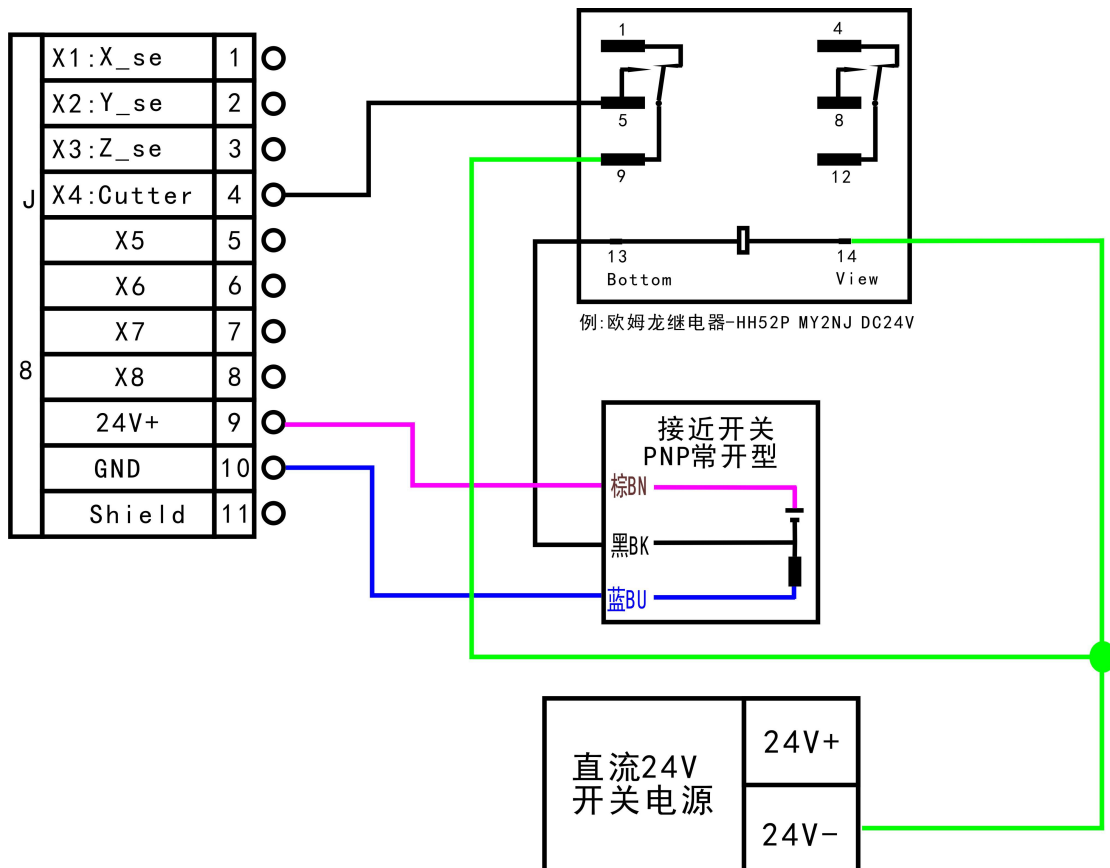 J
8
X1:X_se 1
X2:Y_se 2
X3:Z_se 3
X4:Cutter 4
X5 5
X6 6
X7 7
X8 8
24V+ 9
GND 10
Shield 11
1 4
5 8
9 12
13 14
Bottom View
例:欧姆龙继电器-HH52P MY2NJ DC24V
接近开关
PNP常开型
棕BN
黑BK
蓝BU
直流24V
开关电源
24V+
24V-